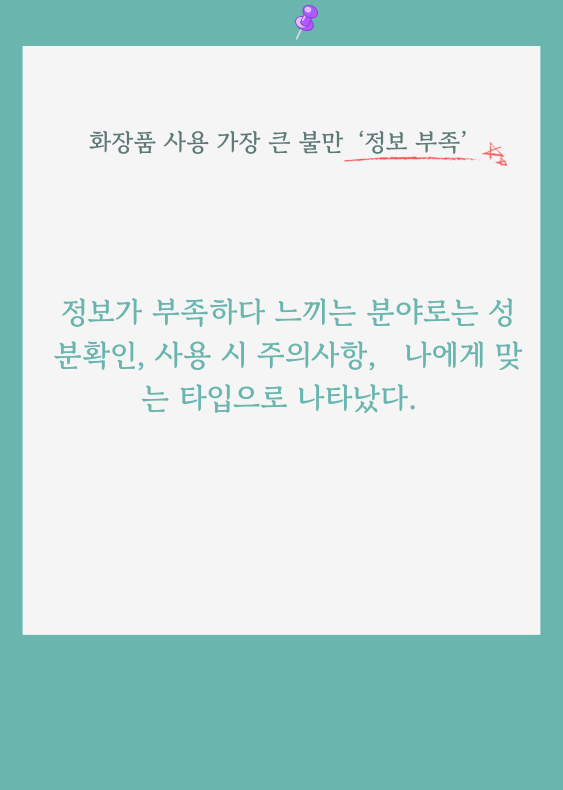 화장품 사용 가장 큰 불만 ‘정보 부족’
정보가 부족하다 느끼는 분야로는 성
분확인, 사용 시 주의사항, 나에게 맞
는 타입으로 나타났다.